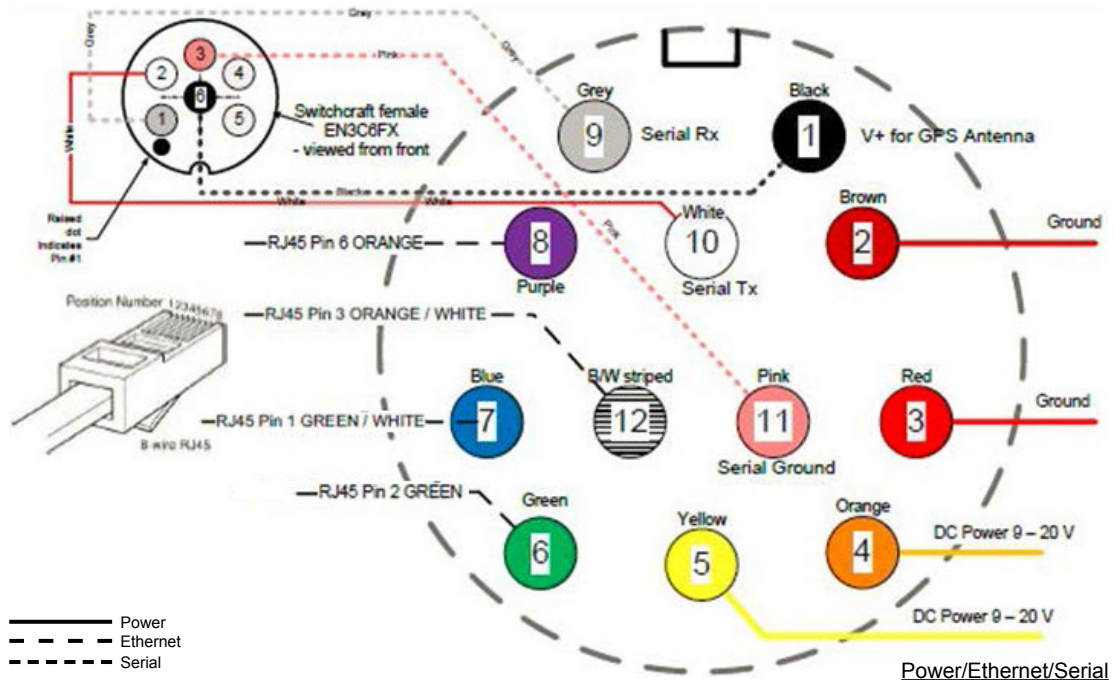 Grey
Grey
Grey
Pink
3
2
4
6
1
5
White
Switchcraft female
EN3C6FX
- viewed from front
Black
White
White
Pink
Raised
dot
Indicates
Pin #1
Grey
9
Serial Rx
Black
1
V+ for GPS Antenna
Brown
2
Ground
White
10
Serial Tx
RJ45 Pin 6 ORANGE
8
Purple
Position Number 12345678
8-wire RJ45
RJ45 Pin 3 ORANGE / WHITE
B/W striped
12
Blue
7
RJ45 Pin 1 GREEN / WHITE
Pink
11
Serial Ground
Red
3
Ground
RJ45 Pin 2 GREEN
Green
6
Yellow
5
Orange
4
DC Power 9 – 20 V
DC Power 9 – 20 V
Power
Ethernet
Serial
Power/Ethernet/Serial